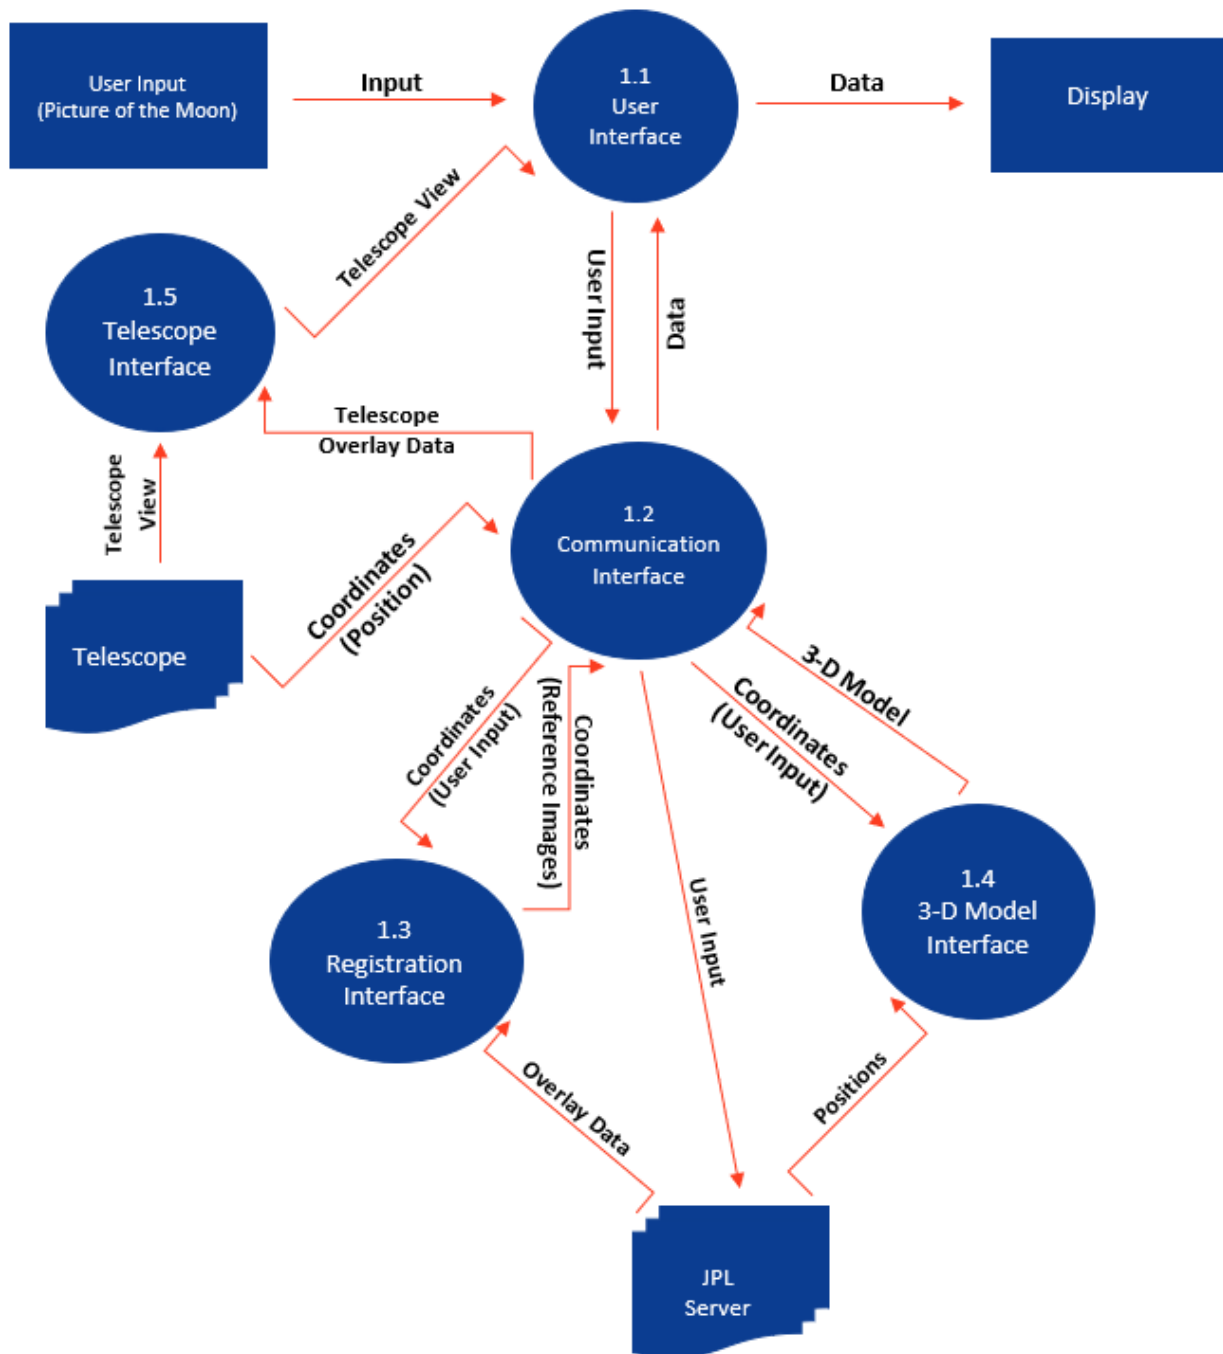 User Input
(Picture of the Moon)
Input
1.1
User
Interface
Data
Display
Telescope View
1.5
Telescope
Interface
User Input
Data
Telescope
Overlay Data
Telescope
View
1.2
Communication
Interface
Telescope
Coordinates
(Position)
Coordinates
(User Input)
Coordinates
(Reference Images)
3-D Model
Coordinates
(User Input)
User Input
1.4
3-D Model
Interface
1.3
Registration
Interface
Overlay Data
Positions
JPL
Server